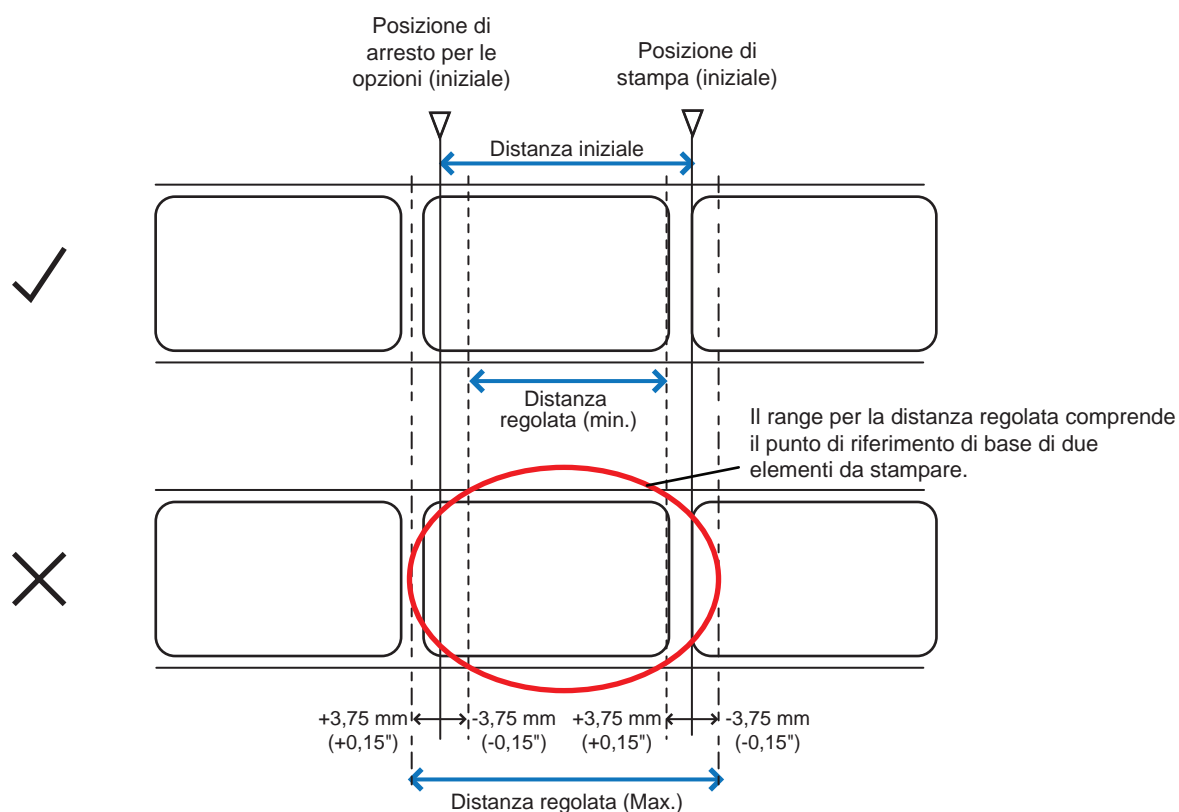 Posizione di
arresto per le
opzioni (iniziale)
Posizione di
stampa (iniziale)
Distanza iniziale
Distanza
regolata (min.)
Il range per la distanza regolata comprende
il punto di riferimento di base di due
elementi da stampare.
+3,75 mm
(+0,15")
-3,75 mm
(-0,15")
+3,75 mm
(+0,15")
-3,75 mm
(-0,15")
Distanza regolata (Max.)